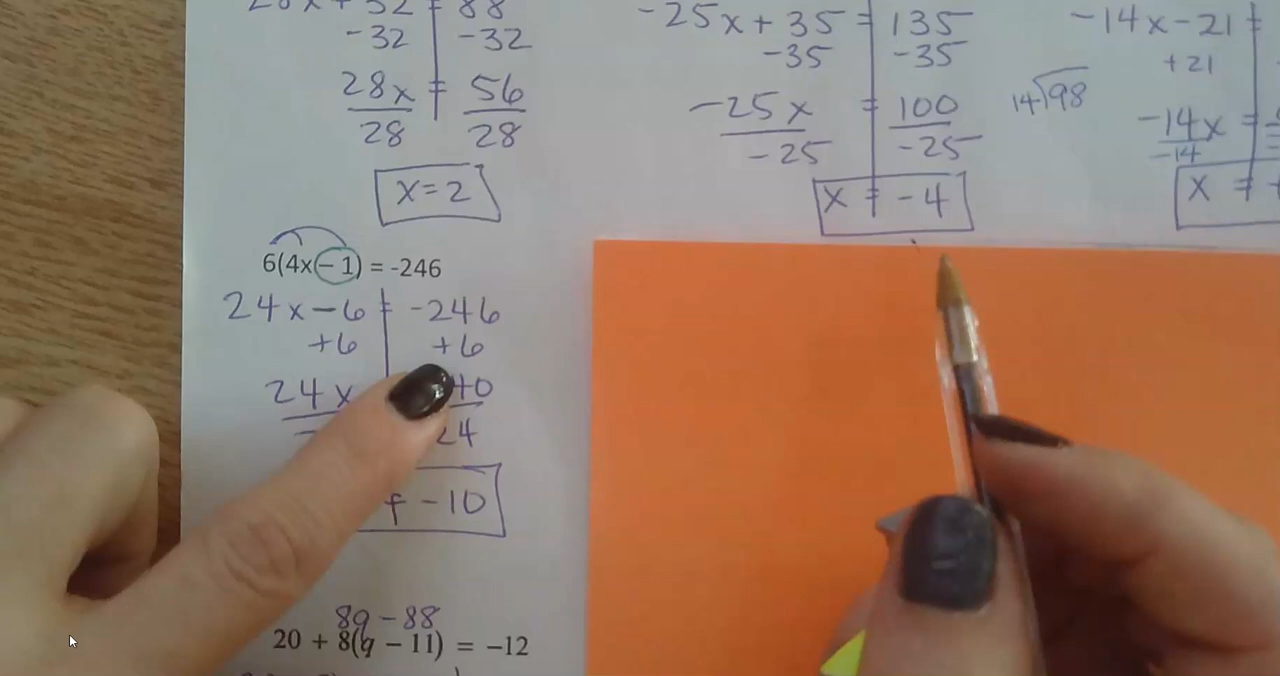 -32 -32
28x = 56
28 28
x = 2
-25x + 35 = 135
-35 -35
-25x = 100
-25 -25
x = -4
-14x - 21 =
+21
14 98
-14x =
-14
x =
6(4x - 1) = -246
24x - 6 = -246
+6 +6
24x 40
24
-10
8q - 88
20 + 8(q - 11) = -12